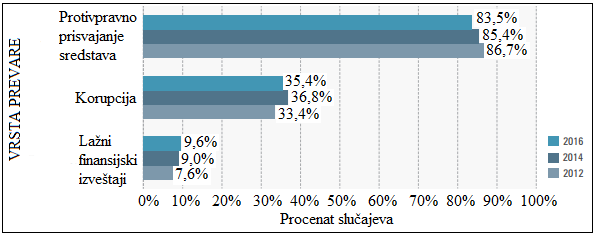 VRSTA PREVARE
Protivpravno
prisvajanje
sredstava
83,5%
85,4%
86,7%
Korupcija
35,4%
36,8%
33,4%
Lažni
finansijski
izveštaji
9,6%
9,0%
7,6%
2016
2014
2012
0% 10% 20% 30% 40% 50% 60% 70% 80% 90% 100%
Procenat slučajeva